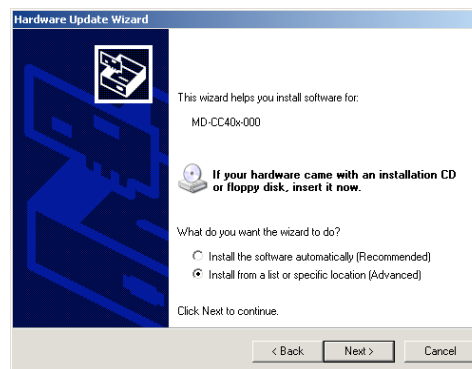 Hardware Update Wizard
This wizard helps you install software for:
MD-CC40x-000
If your hardware came with an installation CD
or floppy disk, insert it now.
What do you want the wizard to do?
Install the software automatically (Recommended)
Install from a list or specific location (Advanced)
Click Next to continue.
< Back Next > Cancel